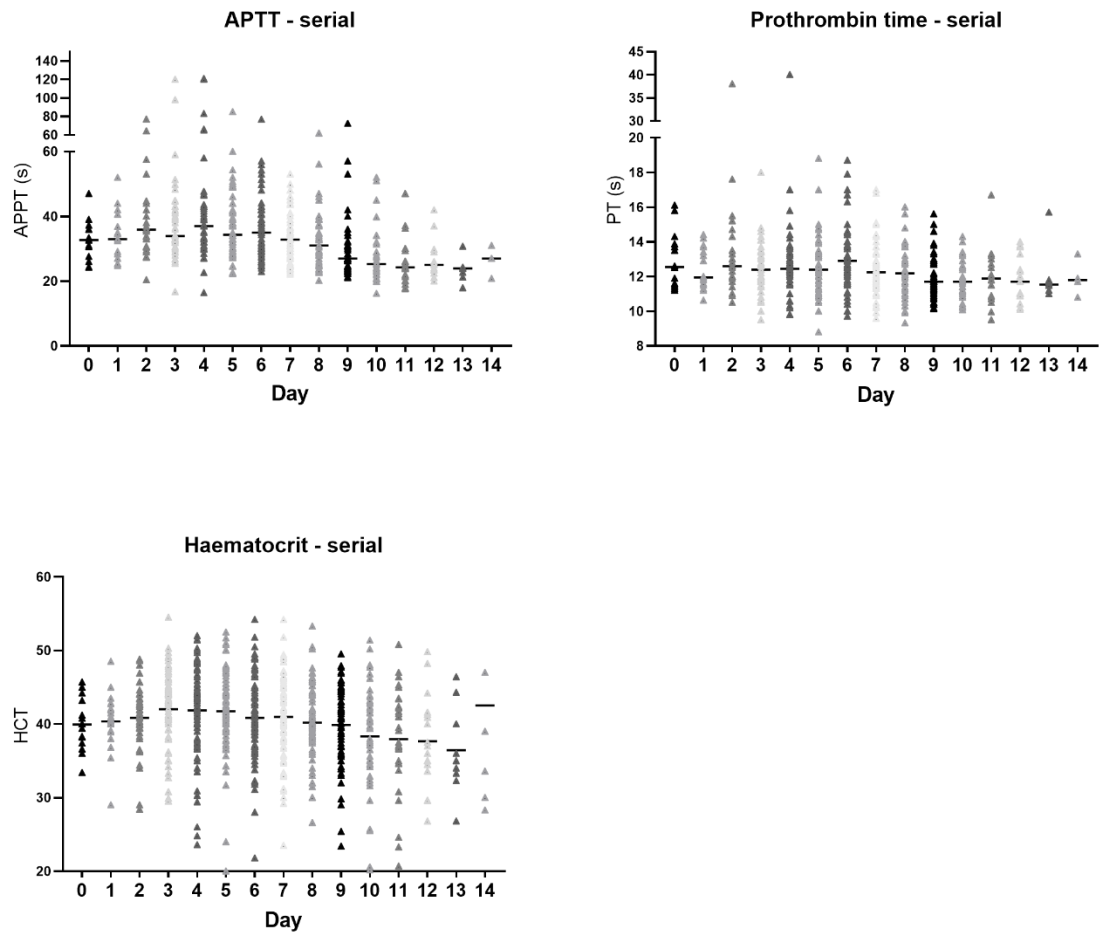 APTT - serial
140
120
100
80
60
60
40
20
0
APPT (s)
0 1 2 3 4 5 6 7 8 9 10 11 12 13 14
Day
Prothrombin time - serial
45
40
35
30
20
18
16
14
12
10
8
PT (s)
0 1 2 3 4 5 6 7 8 9 10 11 12 13 14
Day
Haematocrit - serial
60
50
40
30
20
HCT
0 1 2 3 4 5 6 7 8 9 10 11 12 13 14
Day